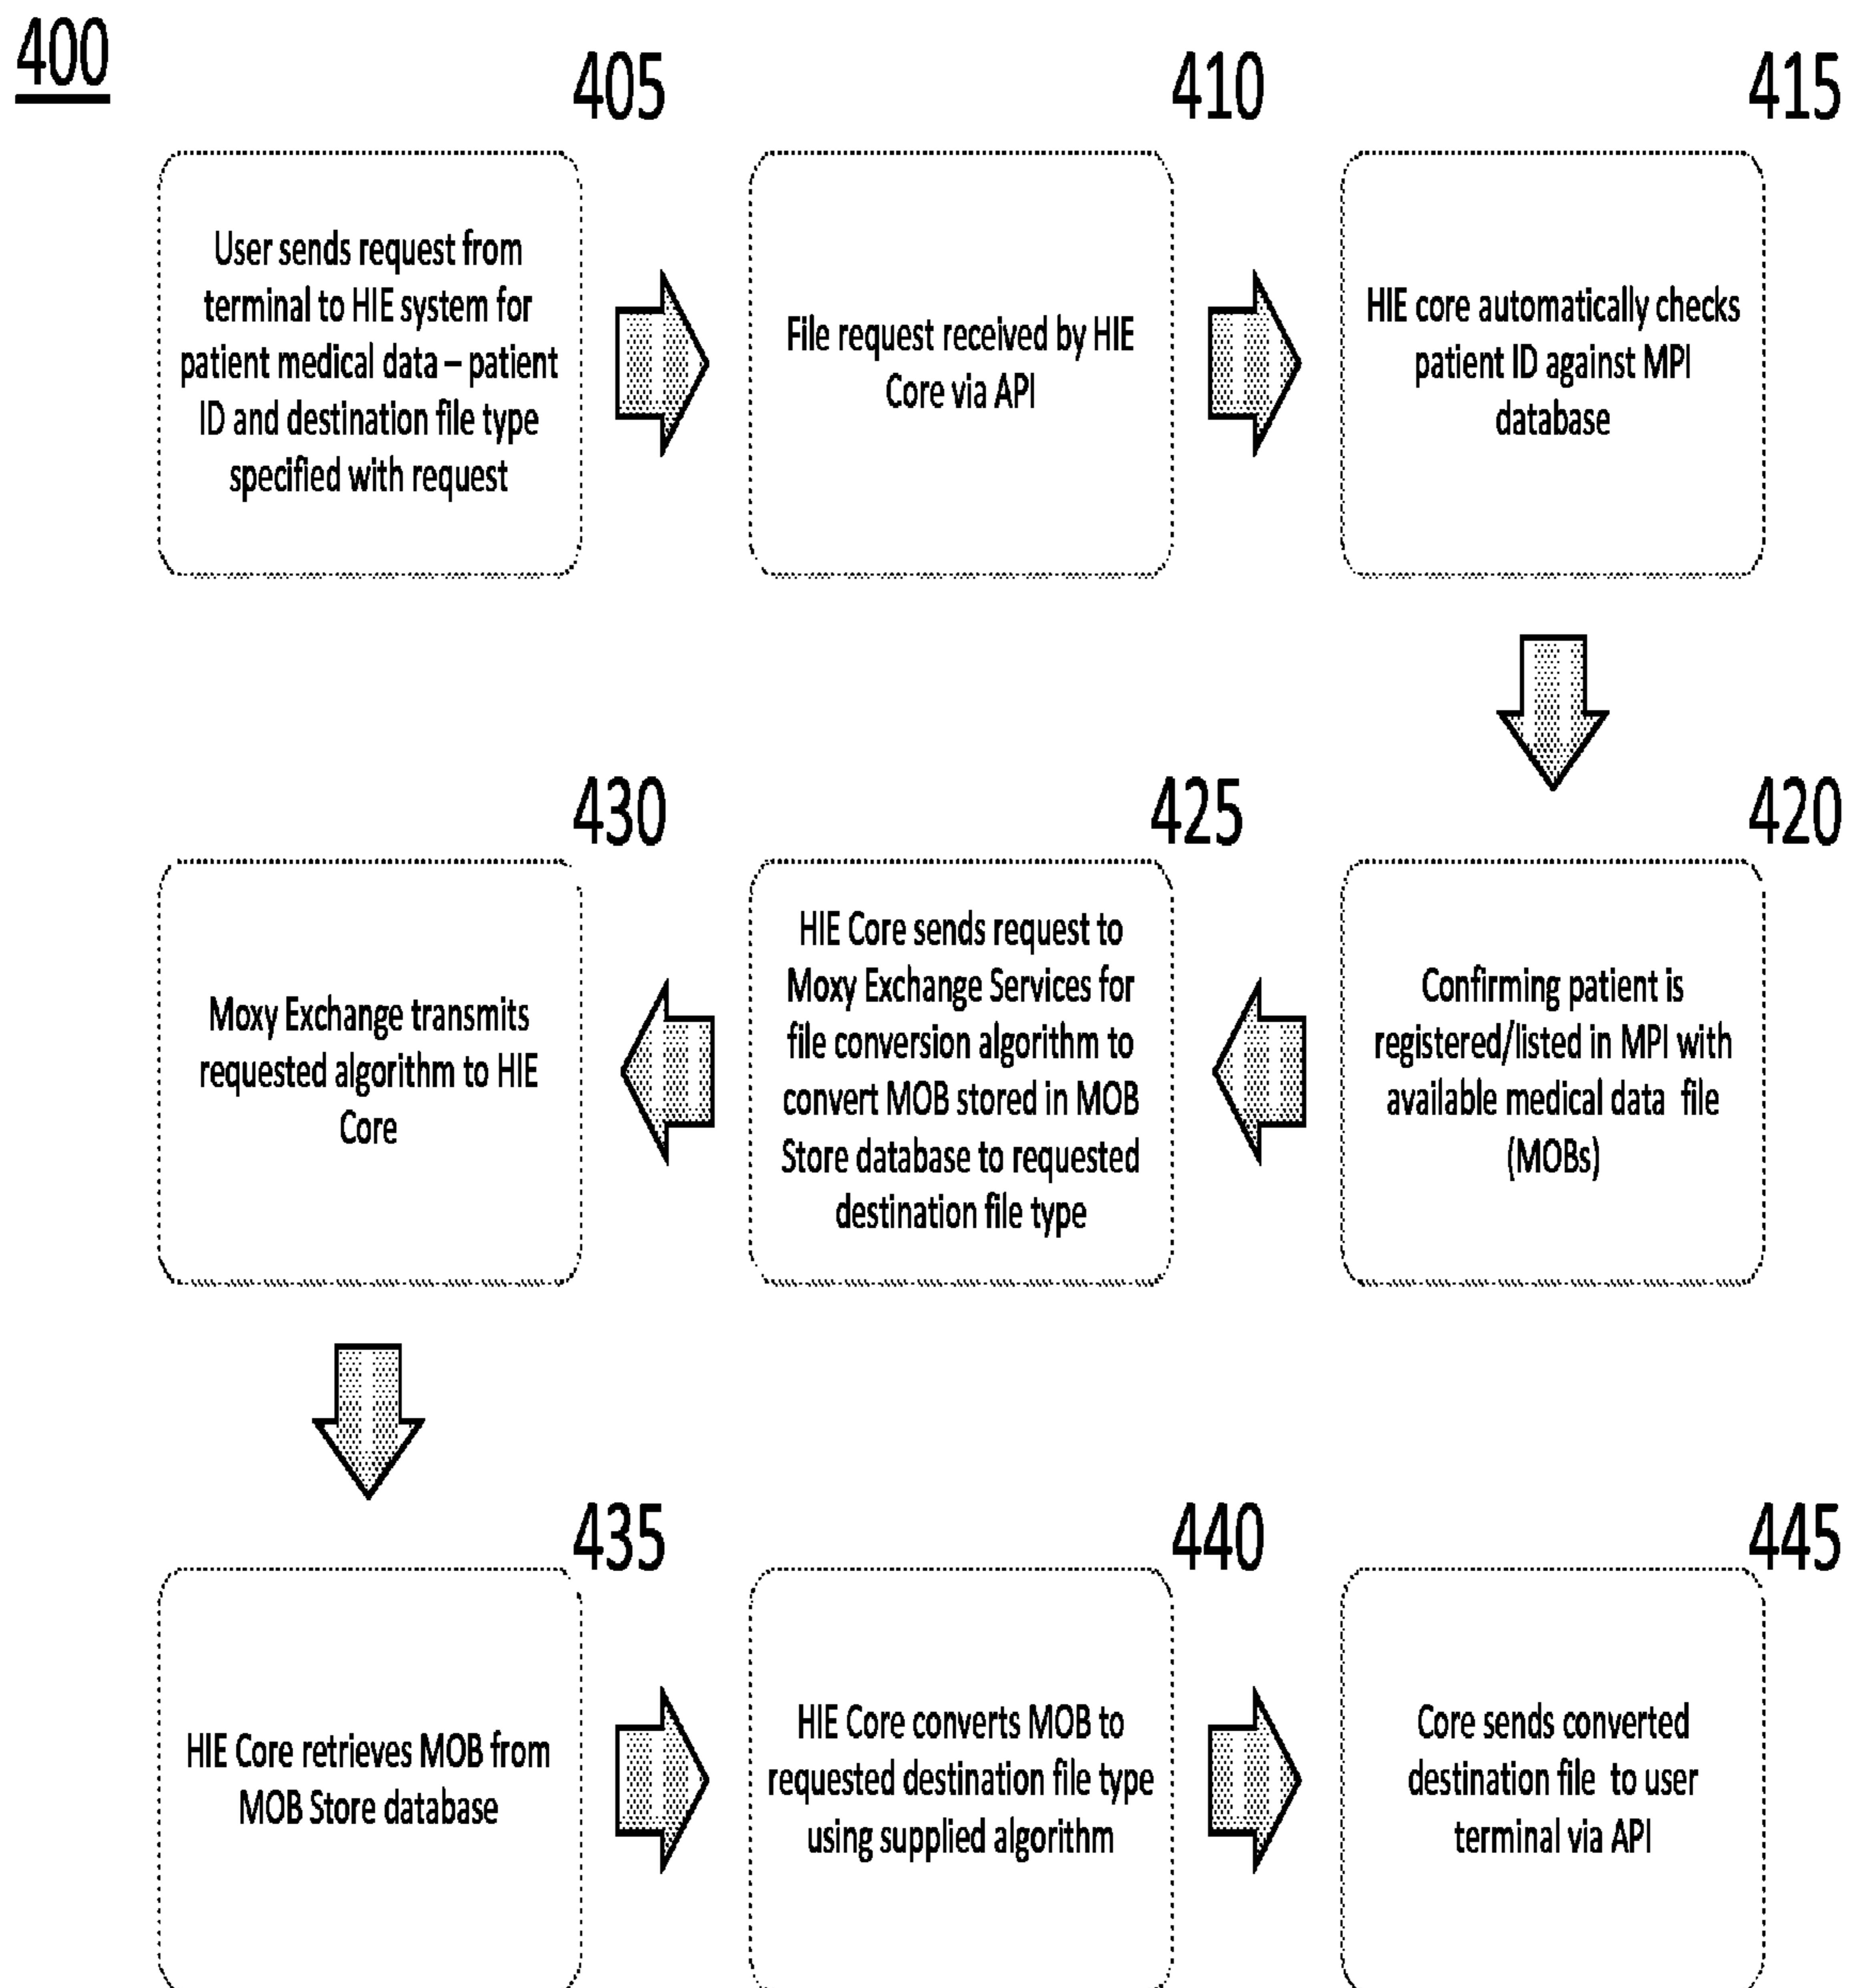 400
405
User sends request from
terminal to HIE system for
patient medical data – patient
ID and destination file type
specified with request
410
File request received by HIE
Core via API
415
HIE core automatically checks
patient ID against MPI
database
420
Confirming patient is
registered/listed in MPI with
available medical data file
(MOBs)
425
HIE Core sends request to
Moxy Exchange Services for
file conversion algorithm to
convert MOB stored in MOB
Store database to requested
destination file type
430
Moxy Exchange transmits
requested algorithm to HIE
Core
435
HIE Core retrieves MOB from
MOB Store database
440
HIE Core converts MOB to
requested destination file type
using supplied algorithm
445
Core sends converted
destination file to user
terminal via API